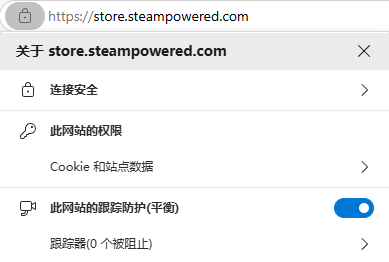 https://store.steampowered.com
关于 store.steampowered.com
连接安全
此网站的权限
Cookie 和站点数据
此网站的跟踪防护(平衡)
跟踪器(0 个被阻止)